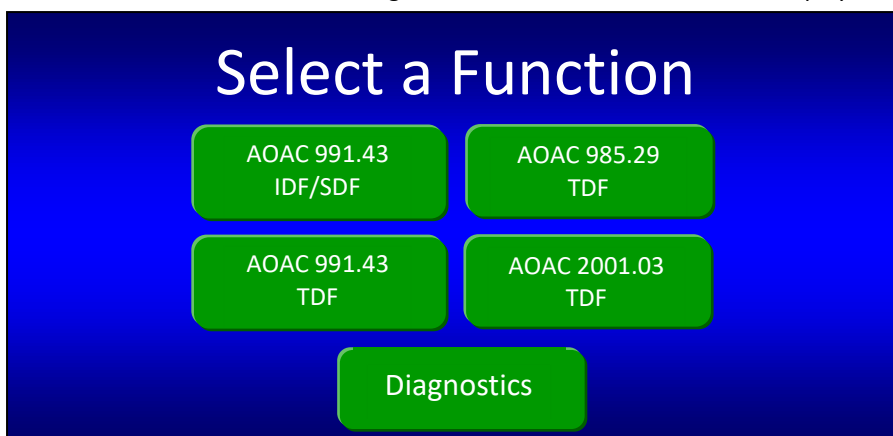 Select a Function
AOAC 991.43
IDF/SDF
AOAC 985.29
TDF
AOAC 991.43
TDF
AOAC 2001.03
TDF
Diagnostics